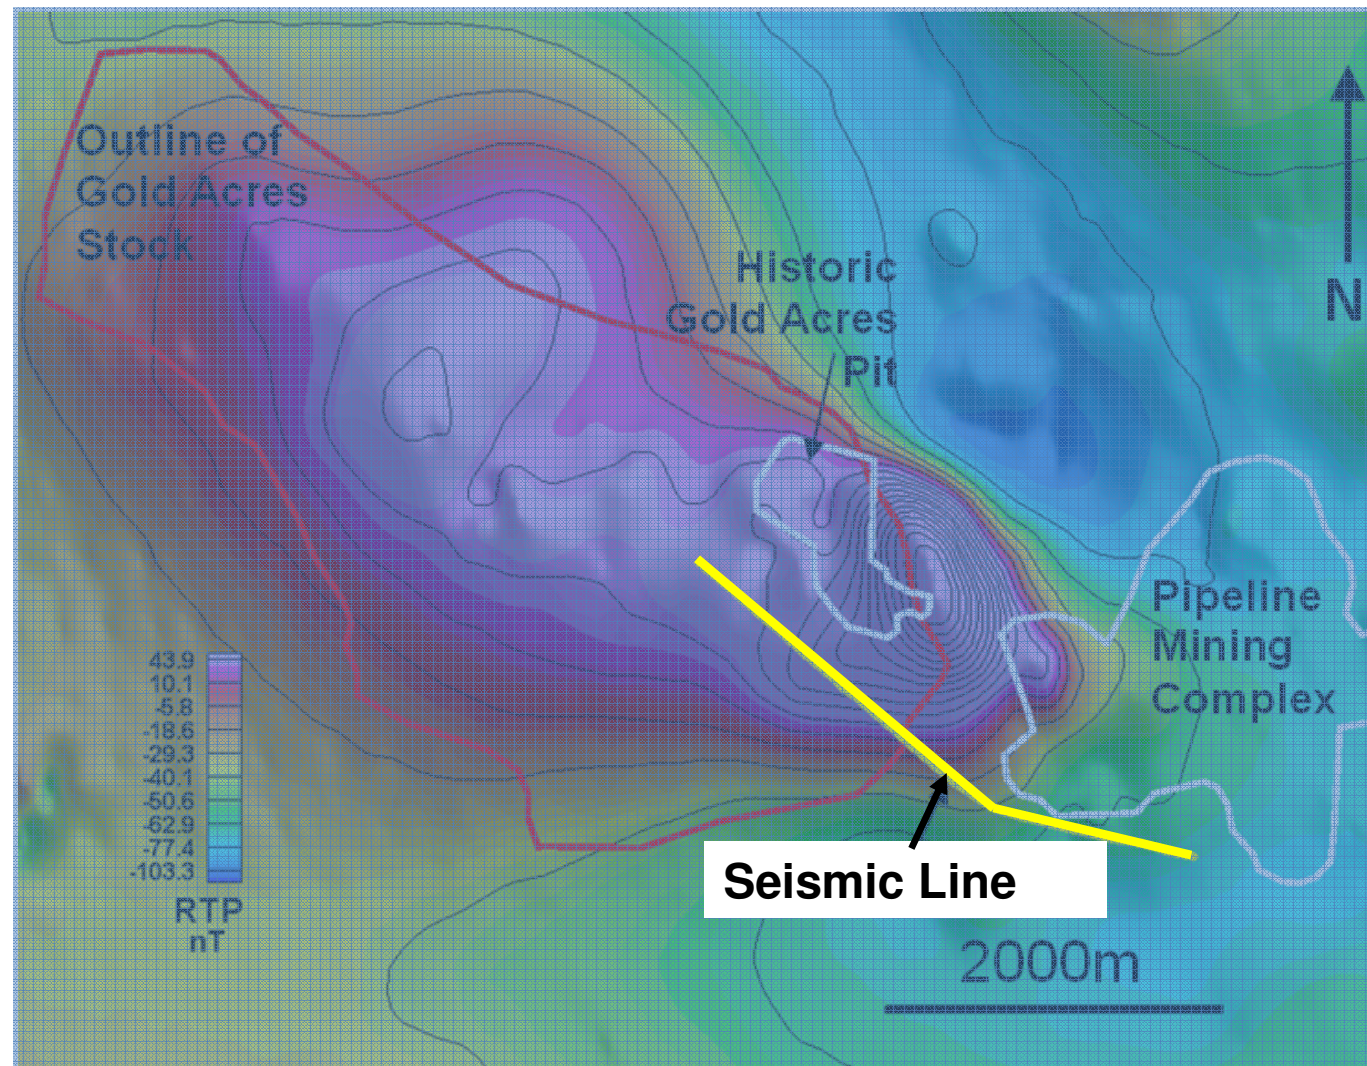 Outline of
Gold Acres
Stock
Historic
Gold Acres
Pit
N
Pipeline
Mining
Complex
43.9
10.1
-5.8
-18.6
-29.3
-40.1
-50.6
-62.9
-77.4
-103.3
RTP
nT
Seismic Line
2000m